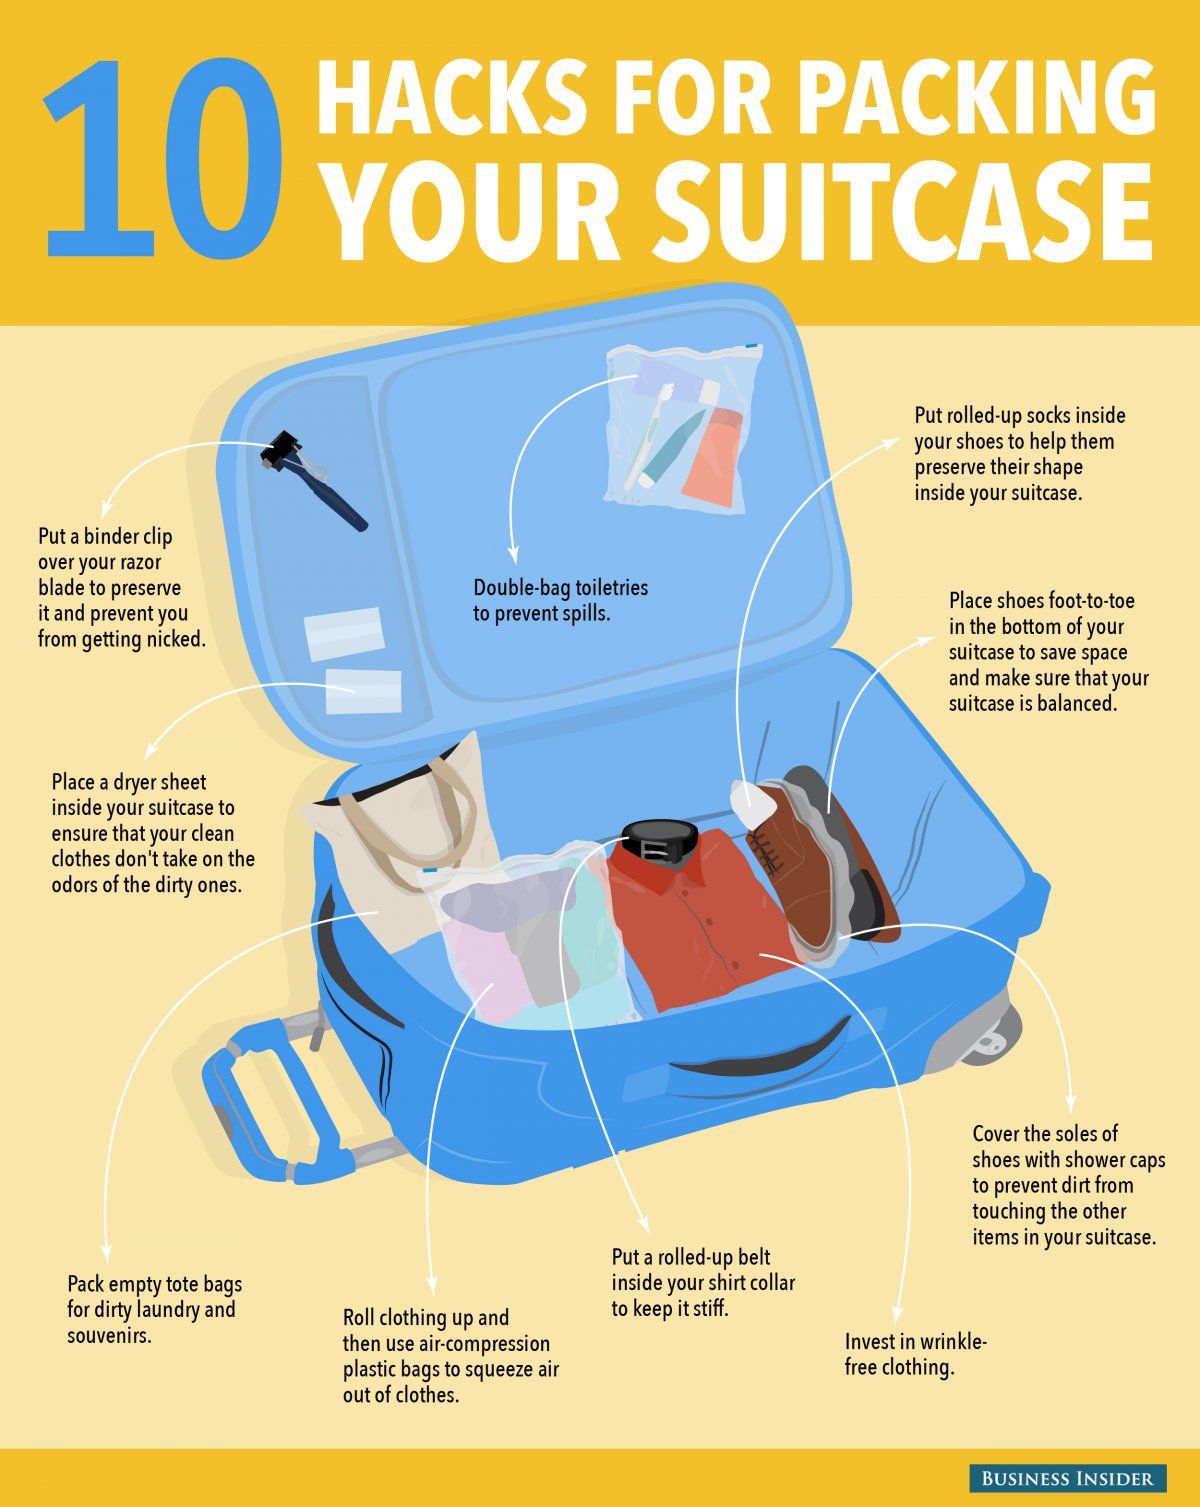 10
HACKS FOR PACKING
YOUR SUITCASE
Put rolled-up socks inside
your shoes to help them
preserve their shape
inside your suitcase.
Put a binder clip
over your razor
blade to preserve
it and prevent you
from getting nicked.
Double-bag toiletries
to prevent spills.
Place shoes foot-to-toe
in the bottom of your
suitcase to save space
and make sure that your
suitcase is balanced.
Place a dryer sheet
inside your suitcase to
ensure that your clean
clothes don't take on the
odors of the dirty ones.
Cover the soles of
shoes with shower caps
to prevent dirt from
touching the other
items in your suitcase.
Pack empty tote bags
for dirty laundry and
souvenirs.
Roll clothing up and
then use air-compression
plastic bags to squeeze air
out of clothes.
Put a rolled-up belt
inside your shirt collar
to keep it stiff.
Invest in wrinkle-
free clothing.
BUSINESS INSIDER